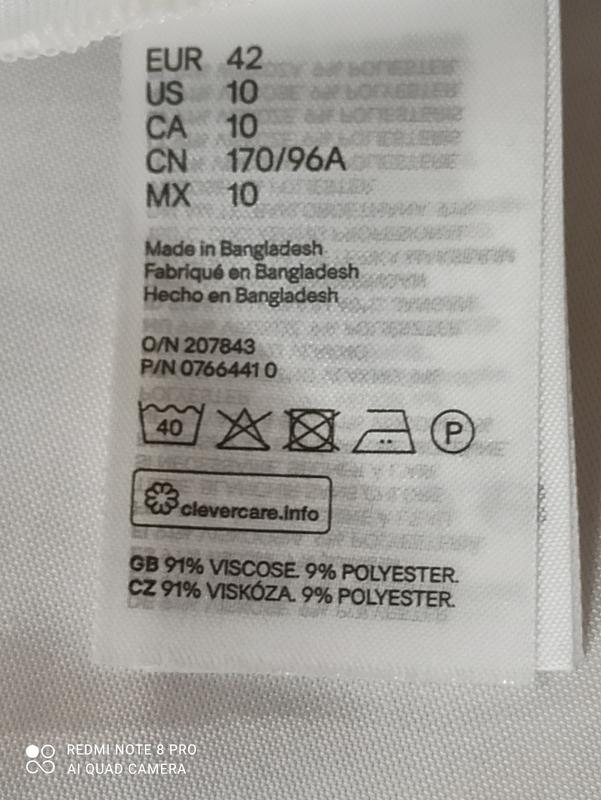 EUR 42
US 10
CA 10
CN 170/96A
MX 10
Made in Bangladesh
Fabriqué en Bangladesh
Hecho en Bangladesh
O/N 207843
P/N 0766441 0
40
P
clevercare.info
GB 91% VISCOSE. 9% POLYESTER.
CZ 91% VISKÓZA. 9% POLYESTER.
REDMI NOTE 8 PRO
AI QUAD CAMERA